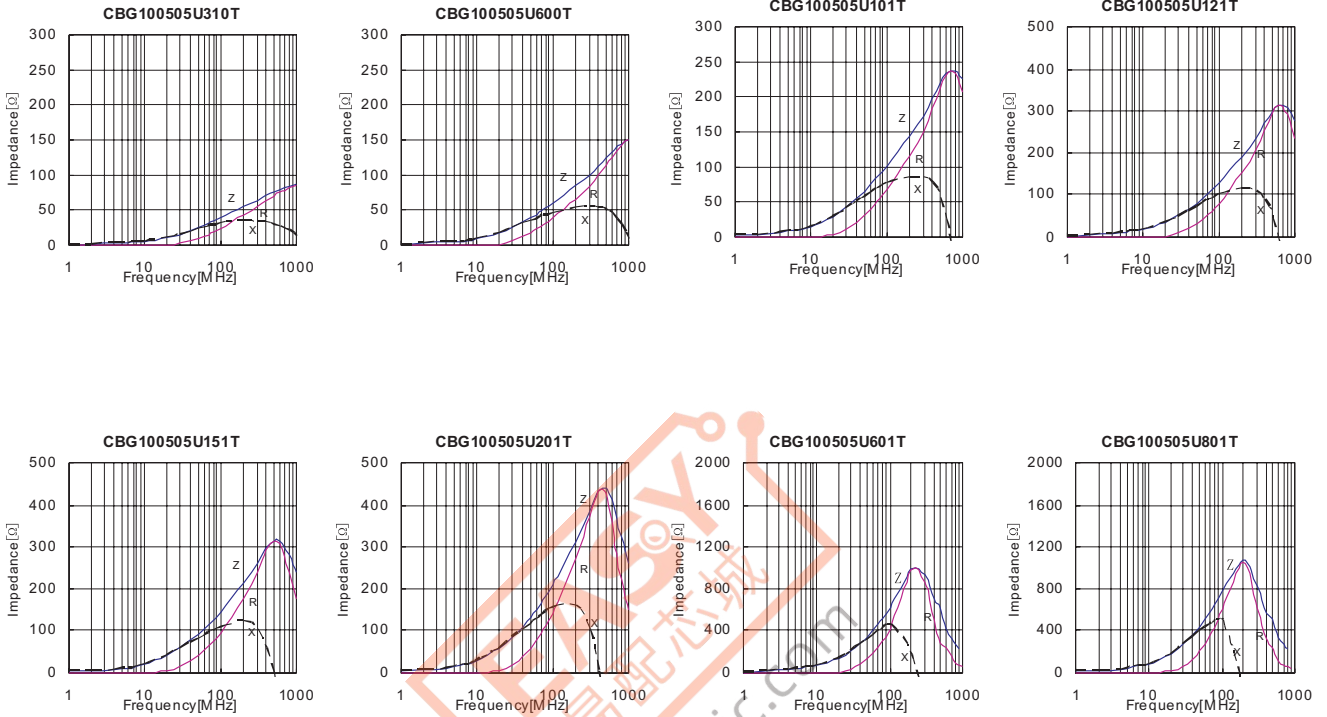 CBG100505U310T
300
250
200
150
100
50
0
Impedance[Ω]
Z
R
X
1 10 100 1000
Frequency[MHz]
CBG100505U600T
300
250
200
150
100
50
0
Impedance[Ω]
Z
R
X
1 10 100 1000
Frequency[MHz]
CBG100505U101T
300
250
200
150
100
50
0
Impedance[Ω]
Z
R
X
1 10 100 1000
Frequency[MHz]
CBG100505U121T
500
400
300
200
100
0
Impedance[Ω]
Z
R
X
1 10 100 1000
Frequency[MHz]
CBG100505U151T
500
400
300
200
100
0
Impedance[Ω]
Z
R
X
1 10 100 1000
Frequency[MHz]
CBG100505U201T
500
400
300
200
100
0
Impedance[Ω]
Z
R
X
1 10 100 1000
Frequency[MHz]
CBG100505U601T
2000
1600
1200
800
400
0
Impedance[Ω]
Z
R
X
1 10 100 1000
Frequency[MHz]
CBG100505U801T
2000
1600
1200
800
400
0
Impedance[Ω]
Z
R
X
1 10 100 1000
Frequency[MHz]
EASY
易配芯城
ic.com